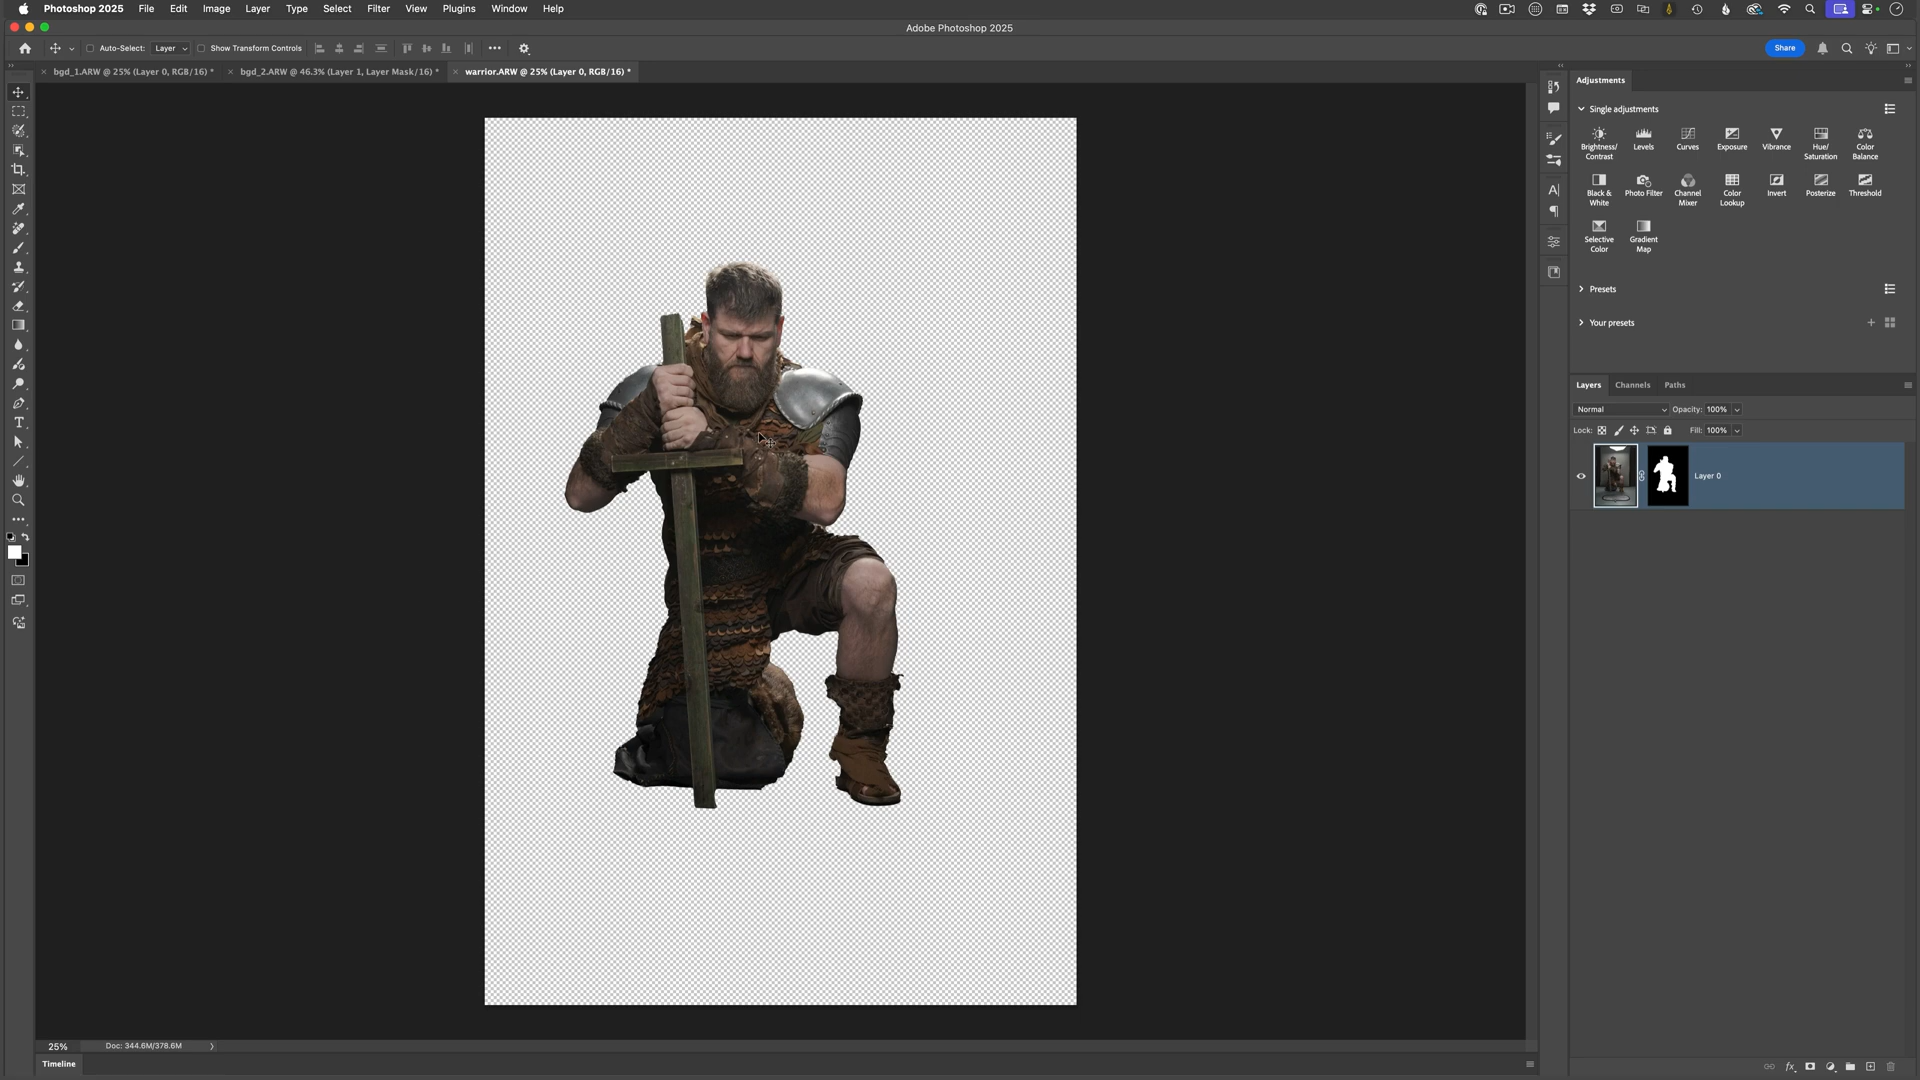 Photoshop 2025 File Edit Image Layer Type Select Filter View Plugins Window Help
Adobe Photoshop 2025
Auto-Select: Layer Show Transform Controls Share
bgd_1.ARW @ 25% (Layer 0, RGB/16) * bgd_2.ARW @ 46.3% (Layer 1, Layer Mask/16) * warrior.ARW @ 25% (Layer 0, RGB/16) *
Adjustments
Single adjustments
Brightness/ Contrast Levels Curves Exposure Vibrance Hue/ Saturation Color Balance
Black & White Photo Filter Channel Mixer Color Lookup Invert Posterize Threshold
Selective Color Gradient Map
Presets
Your presets
Layers Channels Paths
Normal Opacity: 100%
Lock: Fill: 100%
Layer 0
25% Doc: 344.6M/378.6M
Timeline